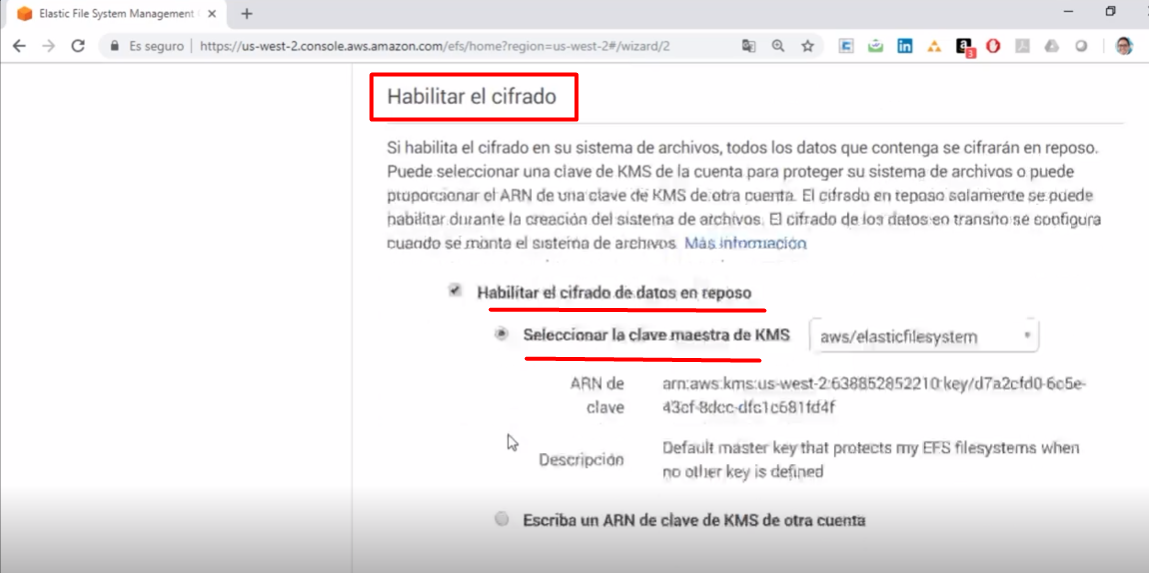 Elastic File System Management
Es seguro
https://us-west-2.console.aws.amazon.com/efs/home?region=us-west-2#/wizard/2
3
Habilitar el cifrado
Si habilita el cifrado en su sistema de archivos, todos los datos que contenga se cifrarán en reposo.
Puede seleccionar una clave de KMS de la cuenta para proteger su sistema de archivos o puede
proporcionar el ARN de una clave de KMS de otra cuenta. El cifrado en reposo solamente se puede
habilitar durante la creación del sistema de archivos. El cifrado de los datos en transito se configura
cuando se monta el sistema de archivos. Más información
Habilitar el cifrado de datos en reposo
Seleccionar la clave maestra de KMS aws/elasticfilesystem
ARN de arn:aws:kms:us-west-2:638852852210:key/d7a2cfd0-6c5e-
clave 43cf-8dcc-dfc1c681fd4f
Default master key that protects my EFS filesystems when
Descripción
no other key is defined
Escriba un ARN de clave de KMS de otra cuenta